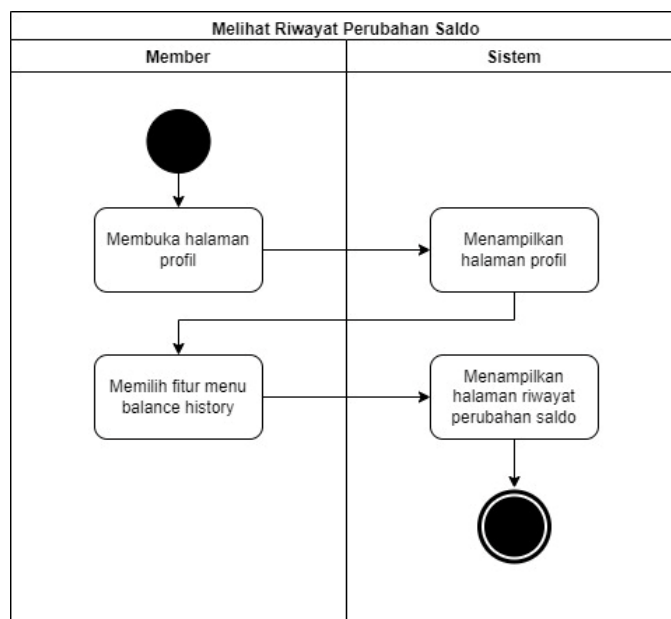 Melihat Riwayat Perubahan Saldo
Member
Sistem
Membuka halaman
profil
Menampilkan
halaman profil
Memilih fitur menu
balance history
Menampilkan
halaman riwayat
perubahan saldo